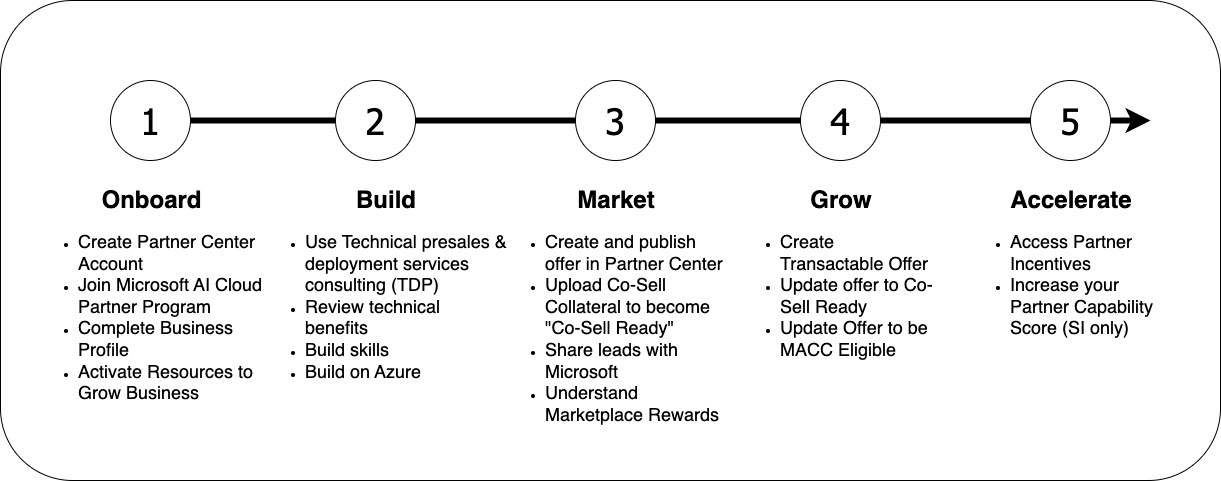 1
Onboard
• Create Partner Center
Account
• Join Microsoft AI Cloud
Partner Program
• Complete Business
Profile
• Activate Resources to
Grow Business
2
Build
• Use Technical presales &
deployment services
consulting (TDP)
• Review technical
benefits
• Build skills
• Build on Azure
3
Market
• Create and publish
offer in Partner Center
• Upload Co-Sell
Collateral to become
"Co-Sell Ready"
• Share leads with
Microsoft
• Understand
Marketplace Rewards
4
Grow
• Create
Transactable Offer
• Update offer to Co-
Sell Ready
• Update Offer to be
MACC Eligible
5
Accelerate
• Access Partner
Incentives
• Increase your
Partner Capability
Score (SI only)